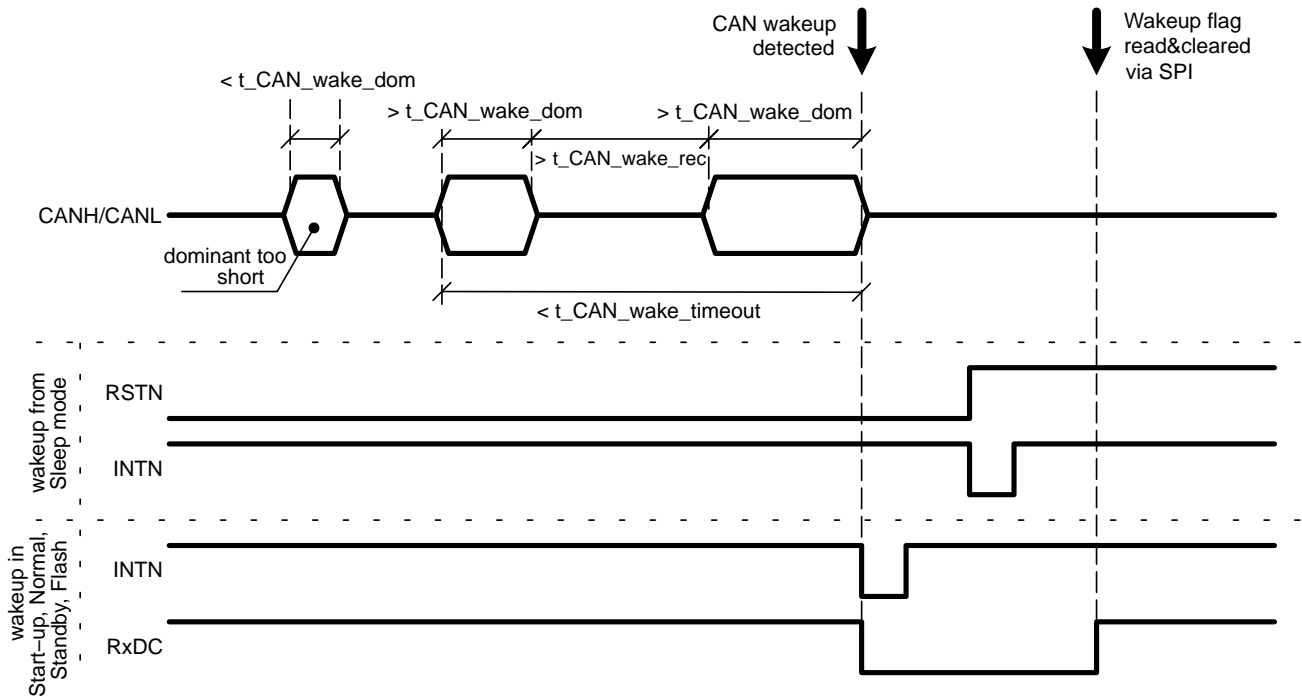 CAN wakeup
detected
Wakeup flag
read&cleared
via SPI
< t_CAN_wake_dom
> t_CAN_wake_dom
> t_CAN_wake_dom
> t_CAN_wake_rec
CANH/CANL
dominant too
short
< t_CAN_wake_timeout
wakeup from
Sleep mode
RSTN
INTN
wakeup in
Start–up, Normal,
Standby, Flash
INTN
RxDC